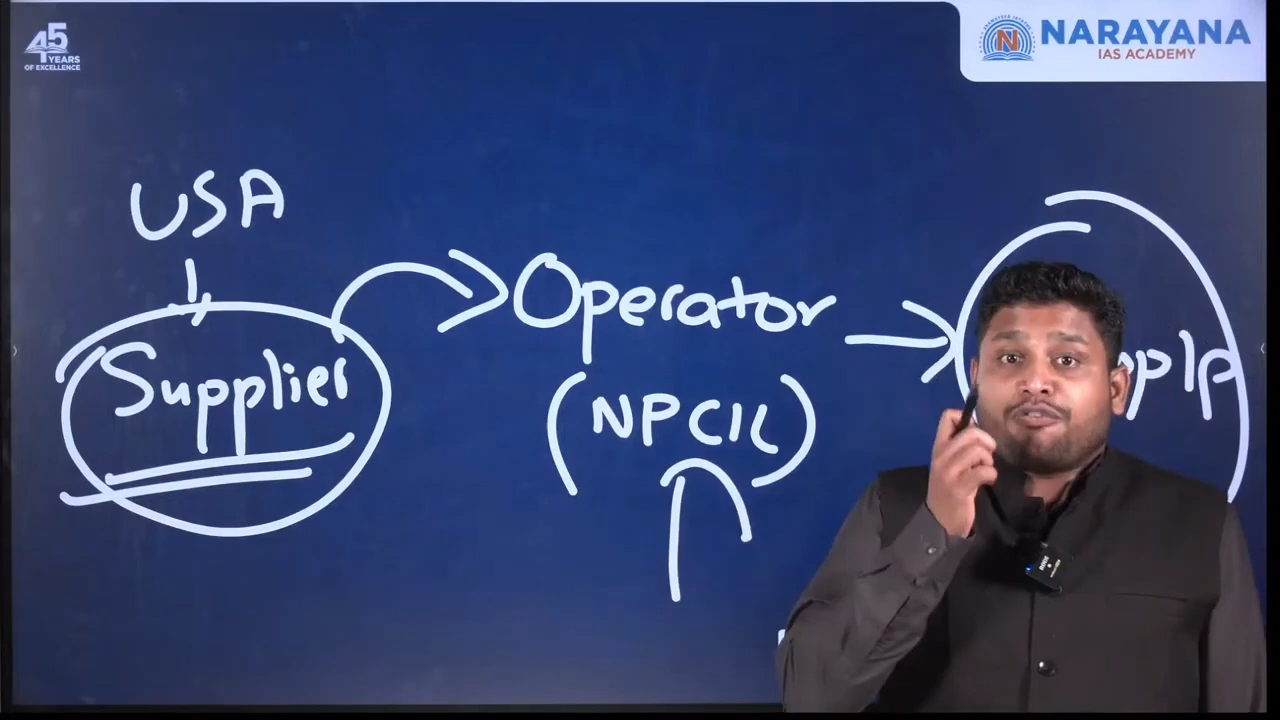 45
YEARS
OF EXCELLENCE
NARAYANA
IAS ACADEMY
USA
Supplier
Operator
(NPCIL)